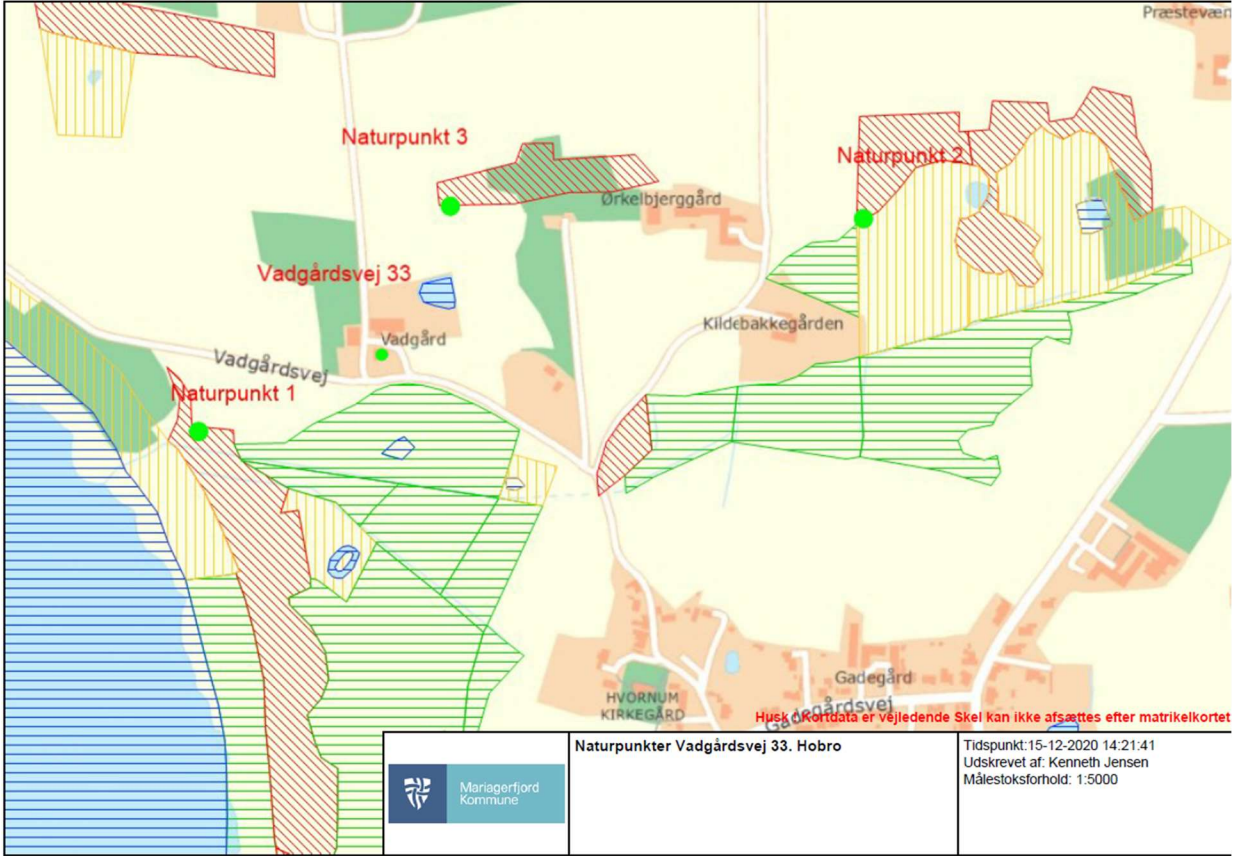 Præstevæn
Naturpunkt 3
Naturpunkt 2
Ørkelbjerggård
Vadgårdsvej 33
Vadgård
Kildebakkegården
Vadgårdsvej
Naturpunkt 1
Gadegård
HVORNUM
KIRKEGÅRD
Gadegårdsvej
Kortdata er vejledende Skel kan ikke afsættes efter matrikelkortet
Husk
Naturpunkter Vadgårdsvej 33. Hobro
Tidspunkt:15-12-2020 14:21:41
Udskrevet af: Kenneth Jensen
Målestoksforhold: 1:5000
Mariagerfjord
Kommune